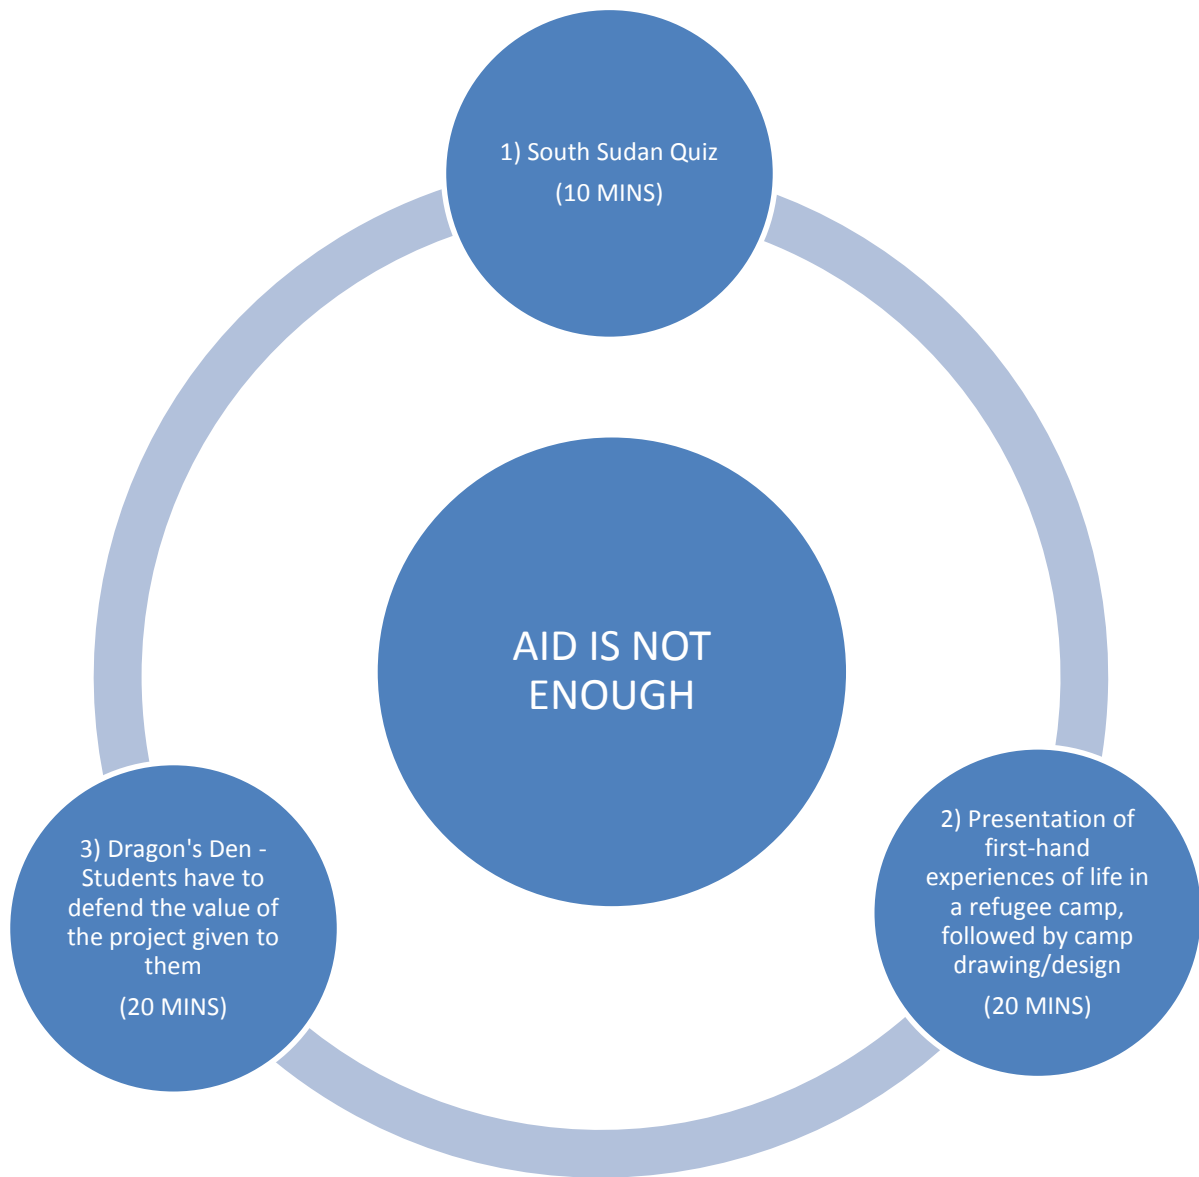 1) South Sudan Quiz
(10 MINS)
AID IS NOT
ENOUGH
2) Presentation of
first-hand
experiences of life in
a refugee camp,
followed by camp
drawing/design
(20 MINS)
3) Dragon's Den -
Students have to
defend the value of
the project given to
them
(20 MINS)